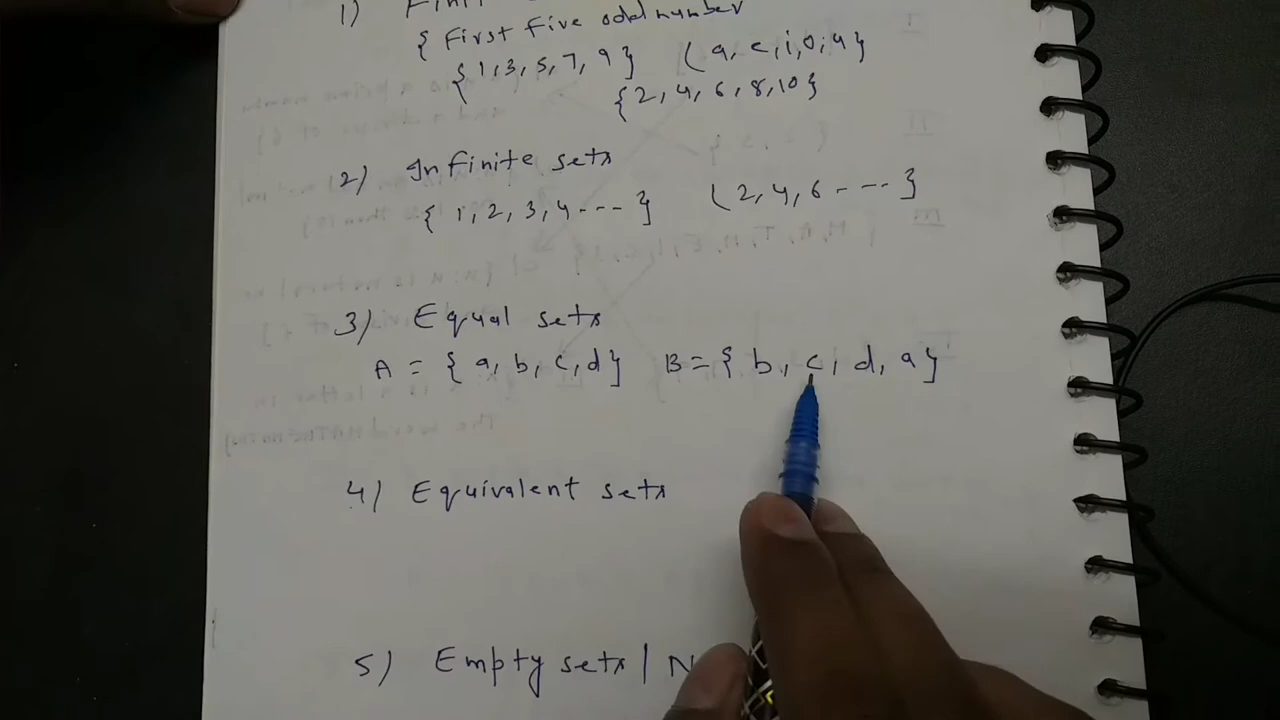 1)
{ First five odd number
{1,3,5,7,9} (a,e,i,o,u}
{2,4,6,8,10}
2) Infinite sets
{ 1,2,3,4---} (2,4,6----}
3) Equal sets
A = { a, b, c, d} B = { b, c, d, a}
4) Equivalent sets
5) Empty sets | N